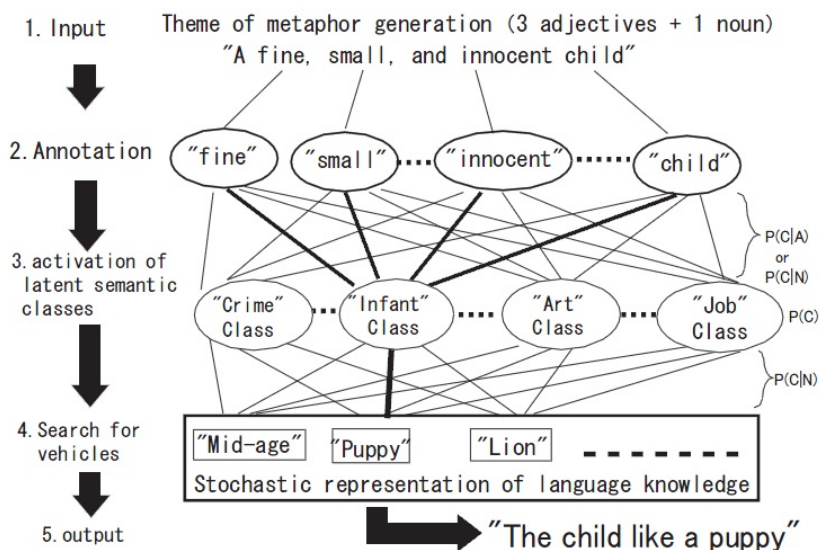 1. Input
Theme of metaphor generation (3 adjectives + 1 noun)
"A fine, small, and innocent child"
2. Annotation
"fine"
"small"
"innocent"
"child"
P(C|A)
or
P(C|N)
3. activation of
latent semantic
classes
"Crime"
Class
"Infant"
Class
"Art"
Class
"Job"
Class
P(C)
P(C|N)
4. Search for
vehicles
"Mid-age"
"Puppy"
"Lion"
Stochastic representation of language knowledge
5. output
"The child like a puppy"